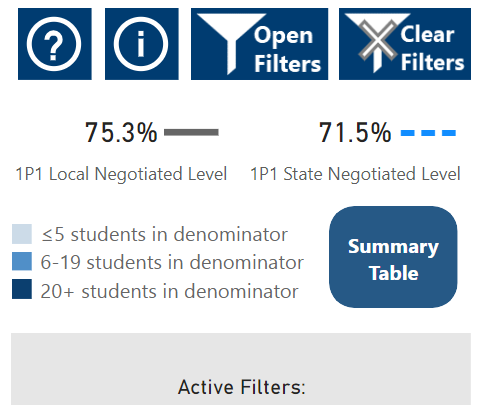 ?
i
Open
Filters
Clear
Filters
75.3%
71.5%
1P1 Local Negotiated Level
1P1 State Negotiated Level
≤5 students in denominator
6-19 students in denominator
20+ students in denominator
Summary
Table
Active Filters: